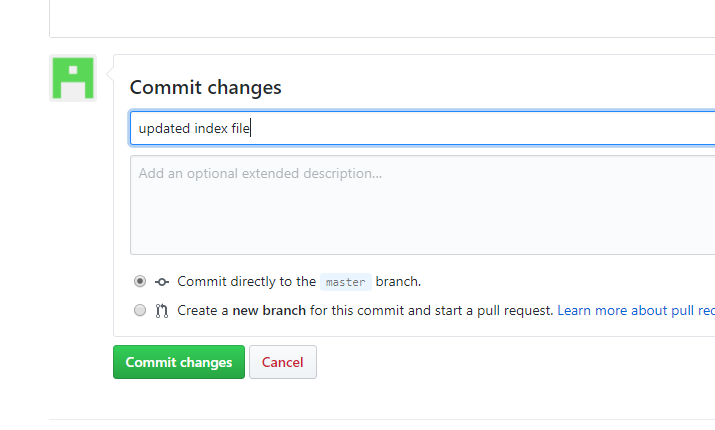 Commit changes
updated index file
Add an optional extended description...
Commit directly to the master branch.
Create a new branch for this commit and start a pull request. Learn more about pull
Commit changes
Cancel